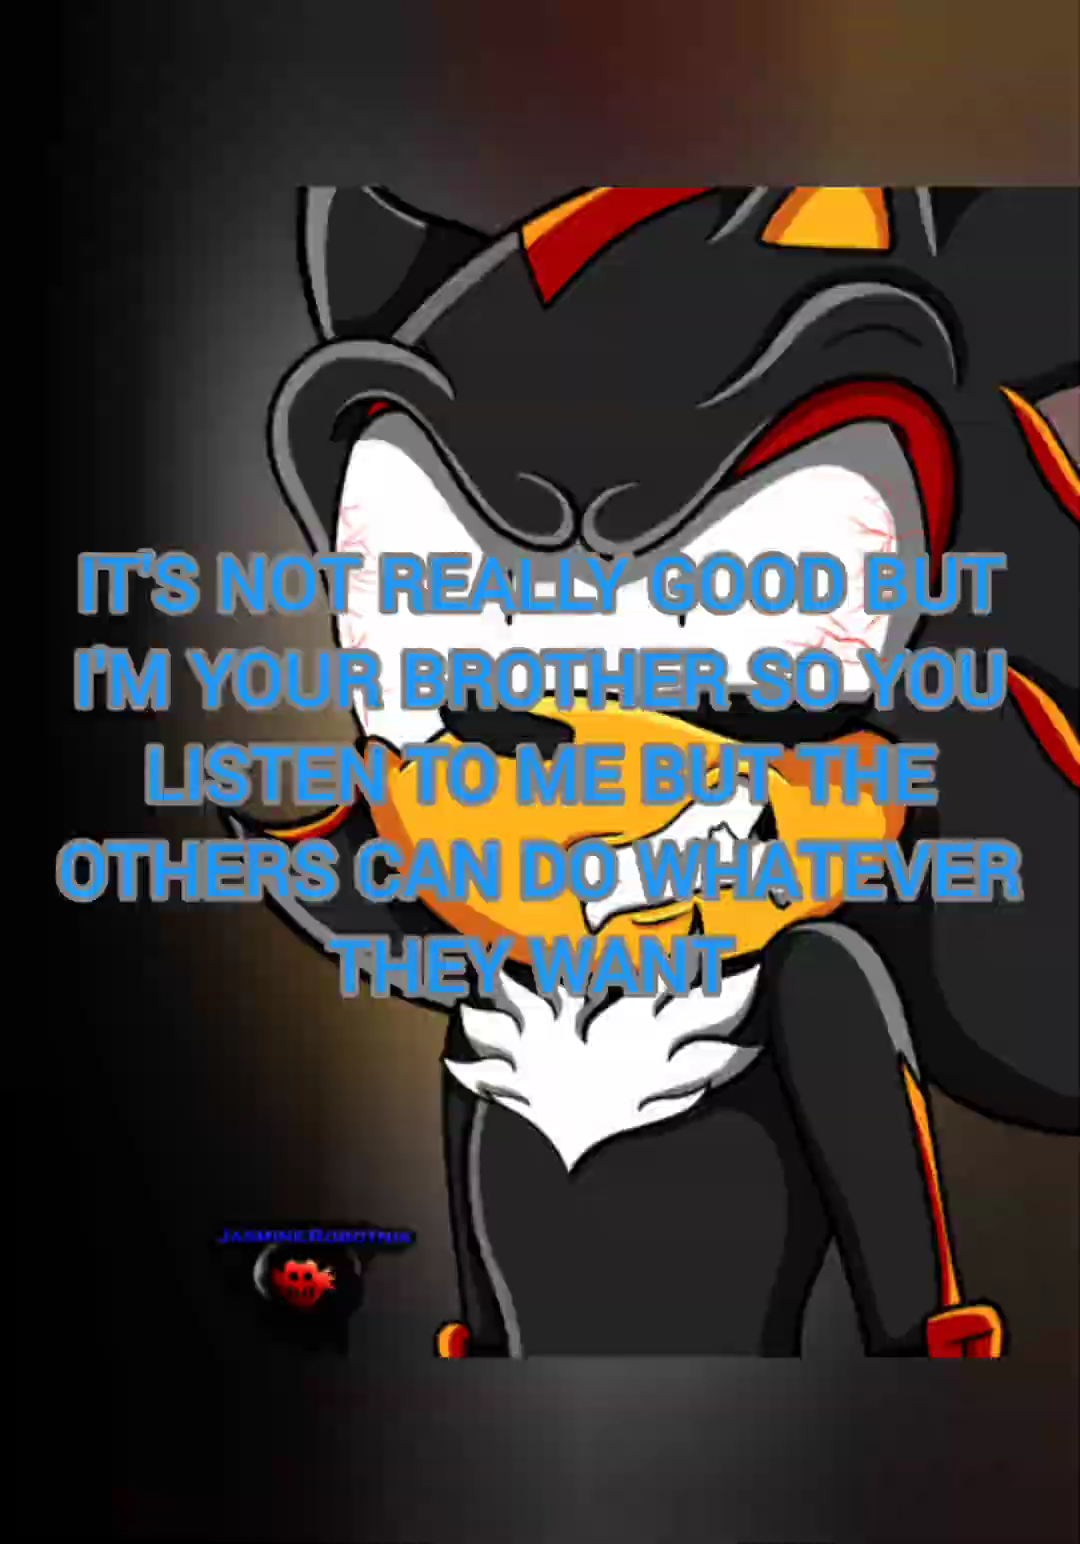 IT'S NOT REALLY GOOD BUT
I'M YOUR BROTHER SO YOU
LISTEN TO ME BUT THE
OTHERS CAN DO WHATEVER
THEY WANT
JASMINEROBOTNIK